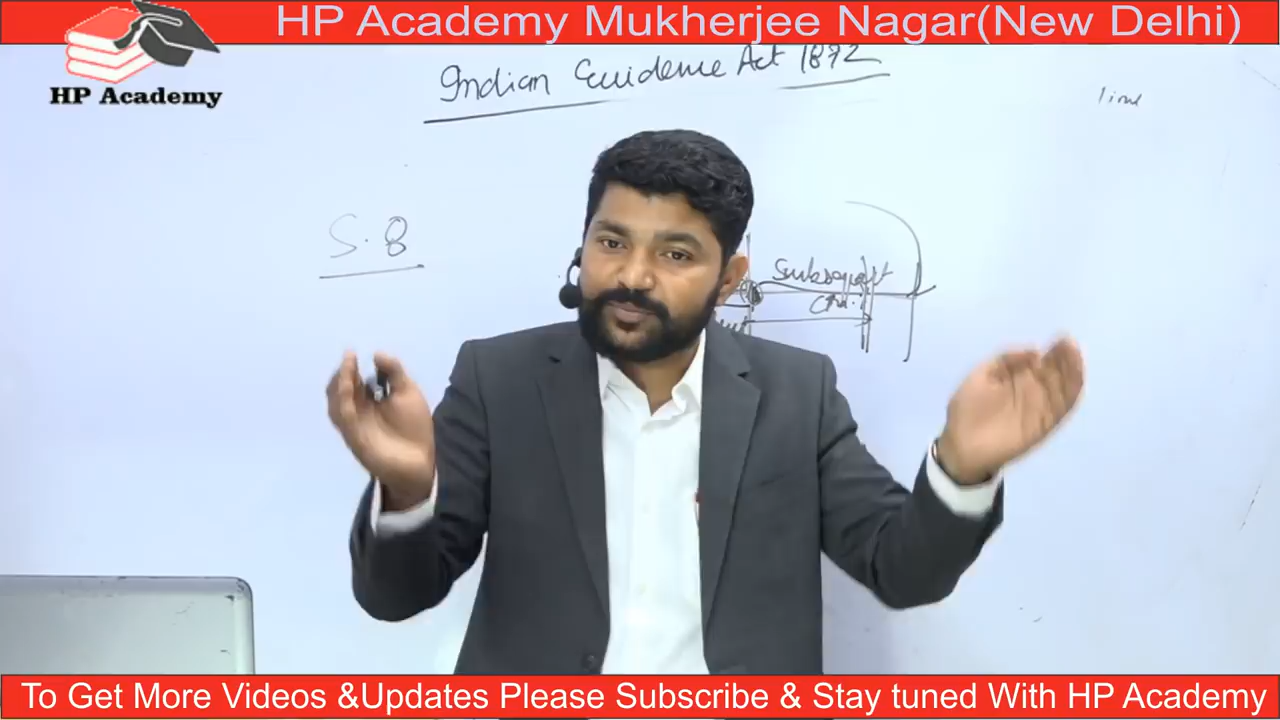 HP Academy Mukherjee Nagar(New Delhi)
HP Academy
Indian Evidence Act 1872
S.8
Subsequent
To Get More Videos &Updates Please Subscribe & Stay tuned With HP Academy